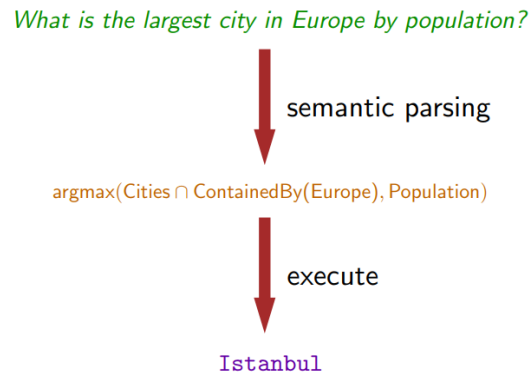 What is the largest city in Europe by population?
semantic parsing
argmax(Cities ∩ ContainedBy(Europe), Population)
execute
Istanbul